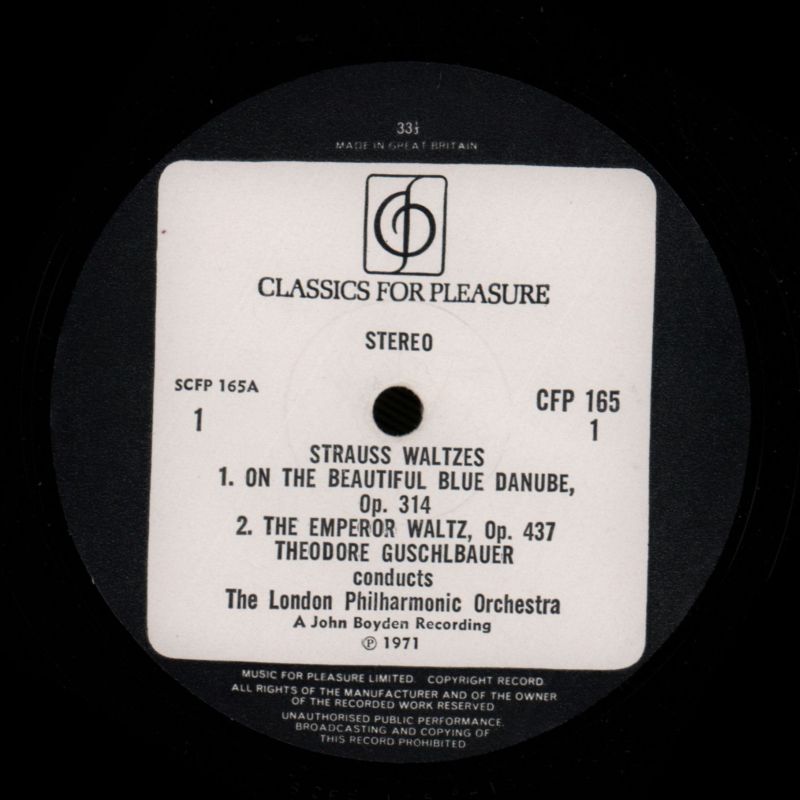 33⅓
MADE IN GREAT BRITAIN
CLASSICS FOR PLEASURE
STEREO
SCFP 165A
1
CFP 165
1
STRAUSS WALTZES
1. ON THE BEAUTIFUL BLUE DANUBE,
Op. 314
2. THE EMPEROR WALTZ, Op. 437
THEODORE GUSCHLBAUER
conducts
The London Philharmonic Orchestra
A John Boyden Recording
℗ 1971
MUSIC FOR PLEASURE LIMITED. COPYRIGHT RECORD
ALL RIGHTS OF THE MANUFACTURER AND OF THE OWNER
OF THE RECORDED WORK RESERVED
UNAUTHORISED PUBLIC PERFORMANCE,
BROADCASTING AND COPYING OF
THIS RECORD PROHIBITED